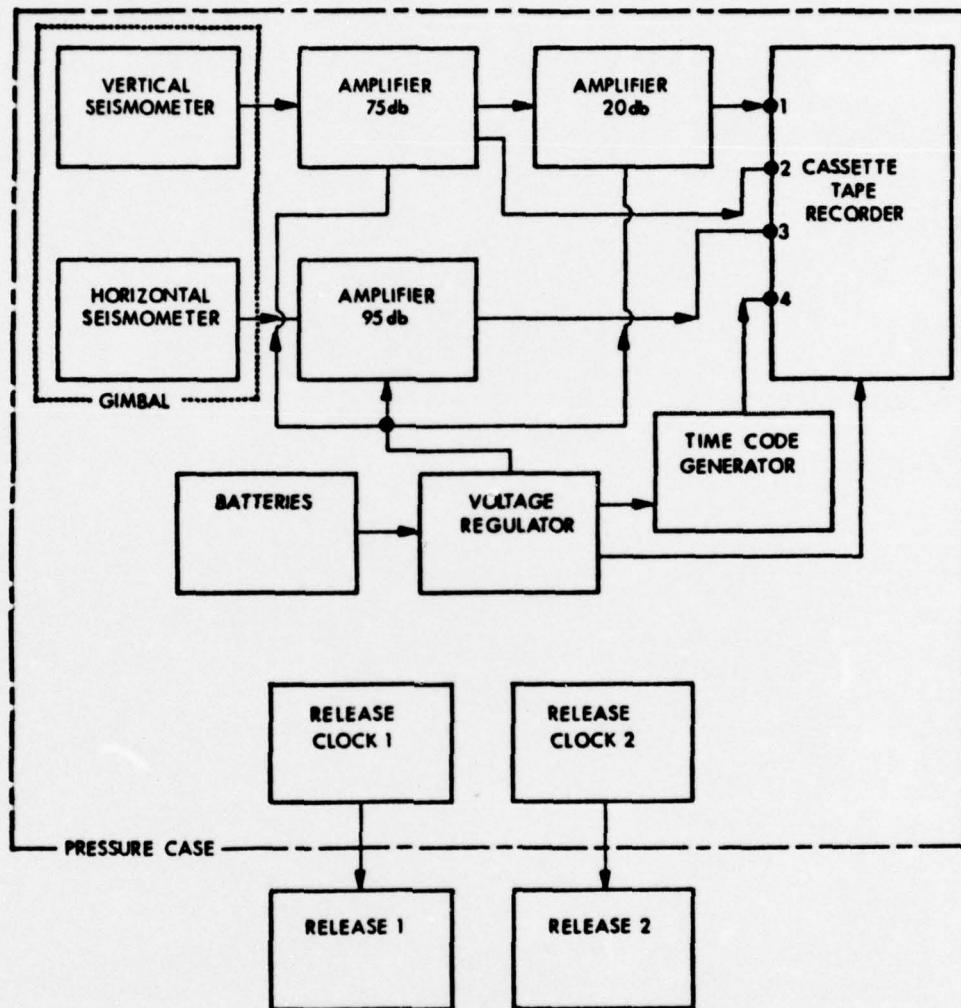 VERTICAL
SEISMOMETER
AMPLIFIER
75db
AMPLIFIER
20db
1
2
CASSETTE
TAPE
RECORDER
3
4
HORIZONTAL
SEISMOMETER
AMPLIFIER
95db
GIMBAL
TIME CODE
GENERATOR
BATTERIES
VOLTAGE
REGULATOR
RELEASE
CLOCK 1
RELEASE
CLOCK 2
PRESSURE CASE
RELEASE 1
RELEASE 2